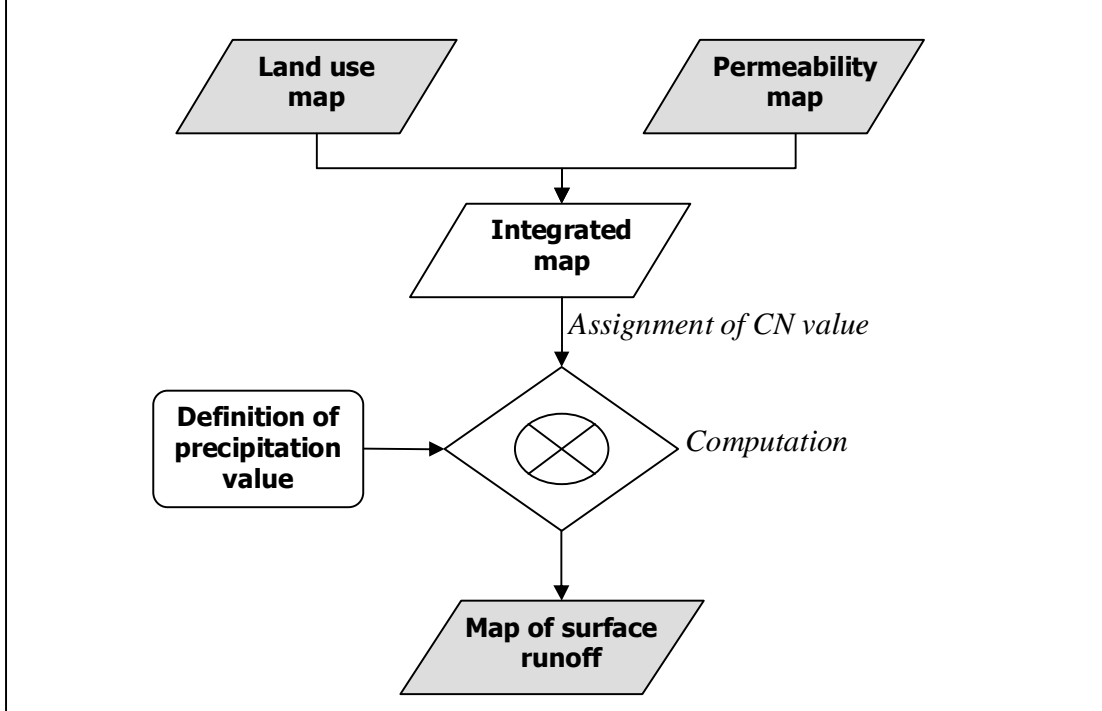 Land use
map
Permeability
map
Integrated
map
Assignment of CN value
Definition of
precipitation
value
Computation
Map of surface
runoff